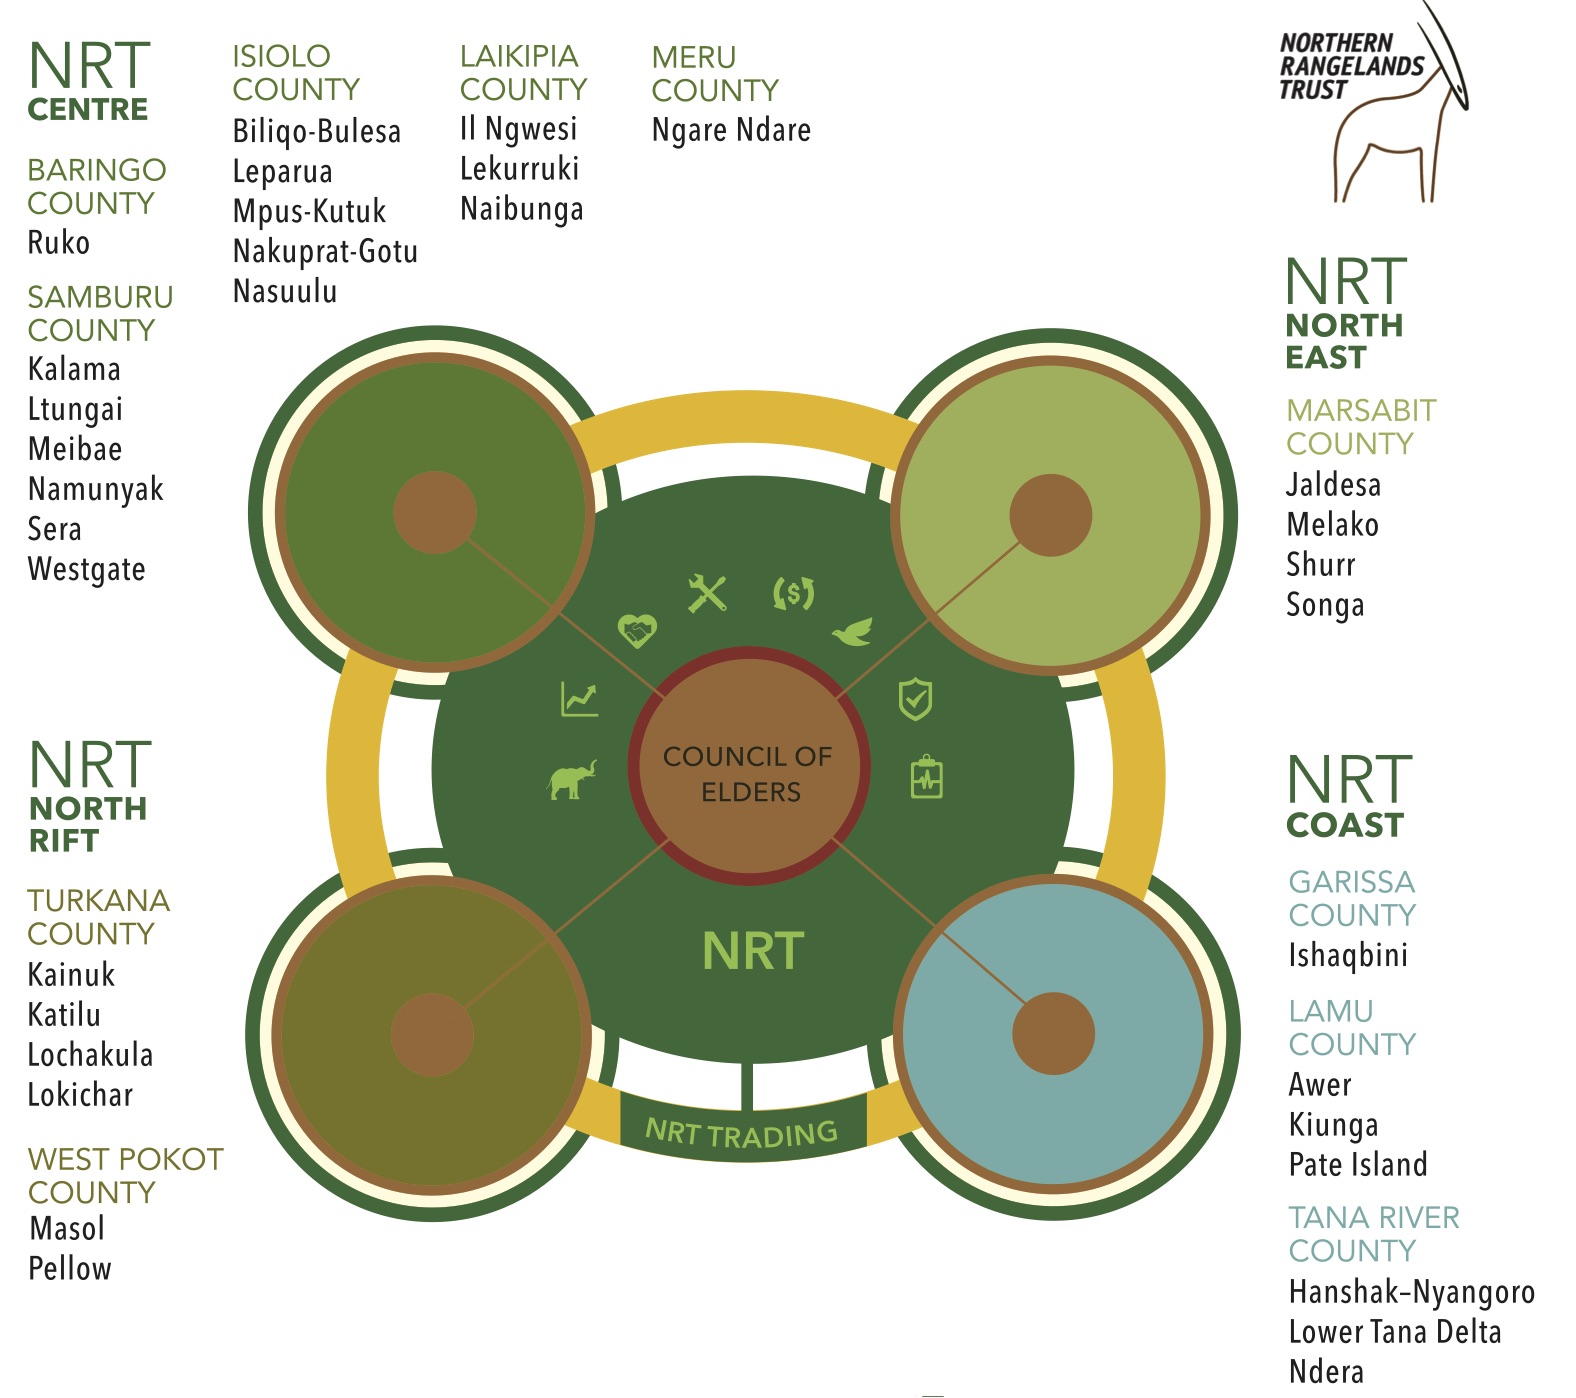 NRT
CENTRE
BARINGO
COUNTY
Ruko
SAMBURU
COUNTY
Kalama
Ltungai
Meibae
Namunyak
Sera
Westgate
ISIOLO
COUNTY
Biliqo-Bulesa
Leparua
Mpus-Kutuk
Nakuprat-Gotu
Nasuulu
LAIKIPIA
COUNTY
Il Ngwesi
Lekurruki
Naibunga
MERU
COUNTY
Ngare Ndare
NORTHERN
RANGELANDS
TRUST
NRT
NORTH
EAST
MARSABIT
COUNTY
Jaldesa
Melako
Shurr
Songa
$
COUNCIL OF
ELDERS
NRT
NRT TRADING
NRT
NORTH
RIFT
TURKANA
COUNTY
Kainuk
Katilu
Lochakula
Lokichar
WEST POKOT
COUNTY
Masol
Pellow
NRT
COAST
GARISSA
COUNTY
Ishaqbini
LAMU
COUNTY
Awer
Kiunga
Pate Island
TANA RIVER
COUNTY
Hanshak–Nyangoro
Lower Tana Delta
Ndera